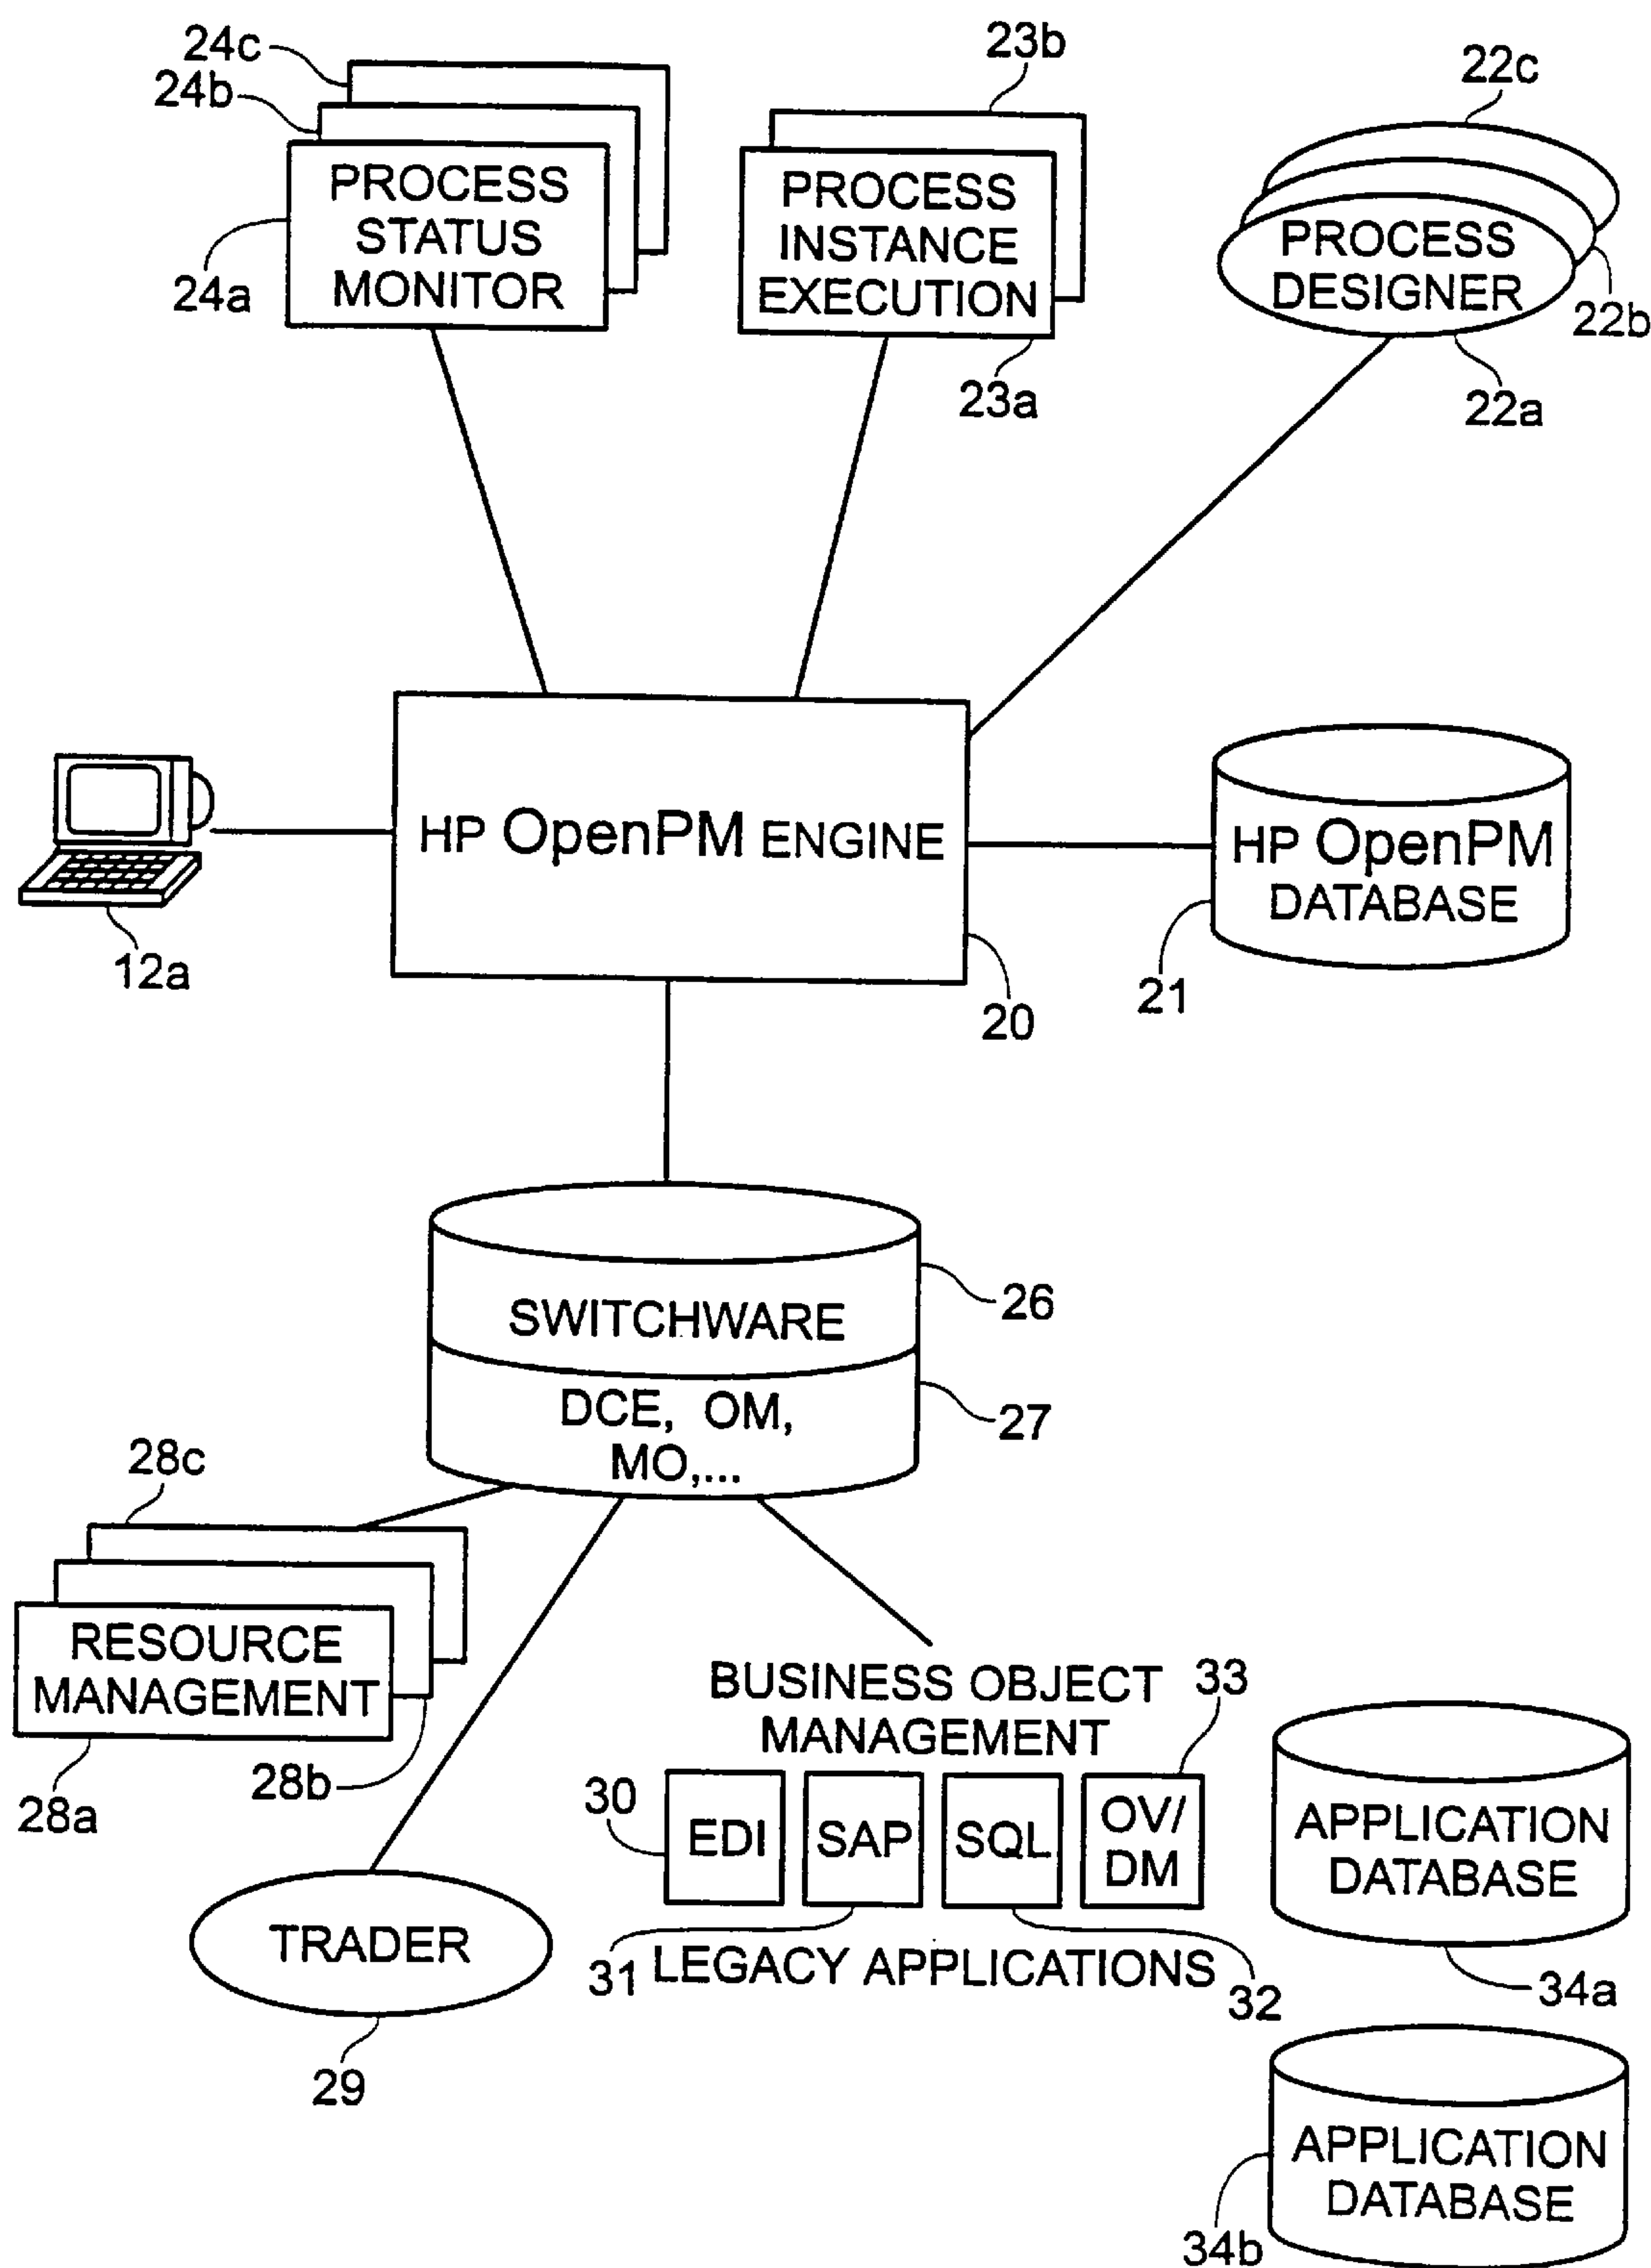 24c
23b
22c
24b
PROCESS
STATUS
MONITOR
24a
PROCESS
INSTANCE
EXECUTION
23a
PROCESS
DESIGNER
22b
22a
12a
HP OpenPM ENGINE
20
HP OpenPM
DATABASE
21
SWITCHWARE
26
DCE, OM,
MO,...
27
28c
RESOURCE
MANAGEMENT
28b
28a
BUSINESS OBJECT
MANAGEMENT
33
30
EDI
SAP
SQL
OV/
DM
31
LEGACY APPLICATIONS
32
TRADER
29
APPLICATION
DATABASE
34a
APPLICATION
DATABASE
34b